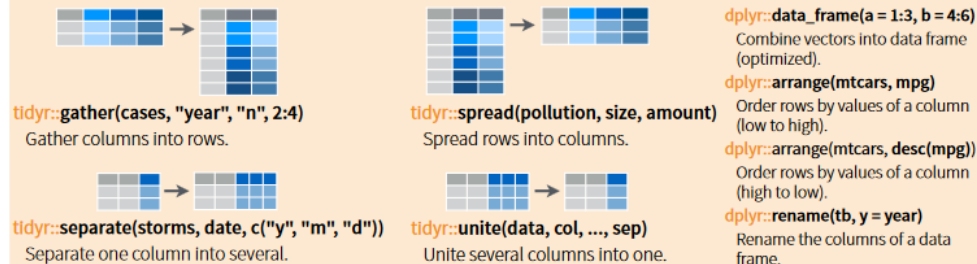 tidyr::gather(cases, "year", "n", 2:4)
Gather columns into rows.
tidyr::spread(pollution, size, amount)
Spread rows into columns.
tidyr::separate(storms, date, c("y", "m", "d"))
Separate one column into several.
tidyr::unite(data, col, ..., sep)
Unite several columns into one.
dplyr::data_frame(a = 1:3, b = 4:6)
Combine vectors into data frame
(optimized).
dplyr::arrange(mtcars, mpg)
Order rows by values of a column
(low to high).
dplyr::arrange(mtcars, desc(mpg))
Order rows by values of a column
(high to low).
dplyr::rename(tb, y = year)
Rename the columns of a data
frame.